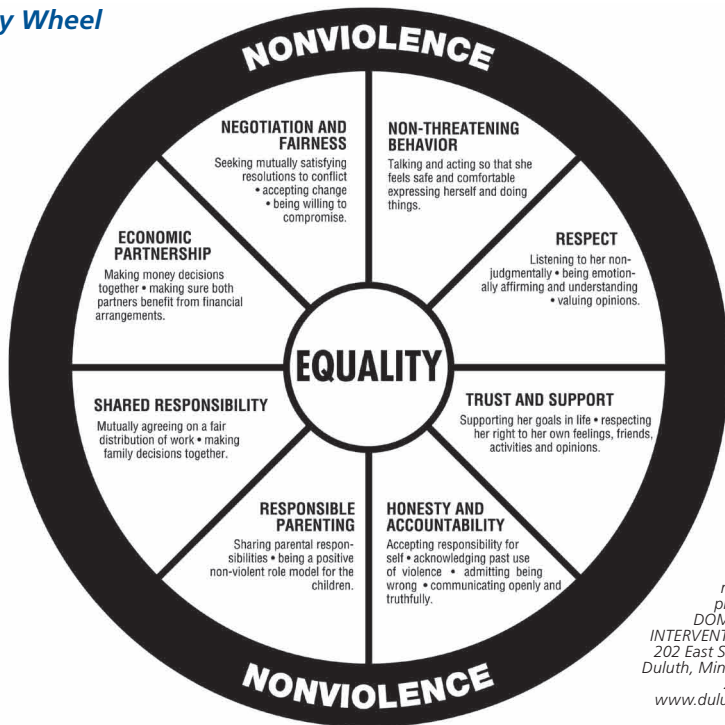 y Wheel
NONVIOLENCE
NEGOTIATION AND
FAIRNESS
Seeking mutually satisfying
resolutions to conflict
• accepting change
• being willing to
compromise.
NON-THREATENING
BEHAVIOR
Talking and acting so that she
feels safe and comfortable
expressing herself and doing
things.
ECONOMIC
PARTNERSHIP
Making money decisions
together • making sure both
partners benefit from financial
arrangements.
RESPECT
Listening to her non-
judgmentally • being emotion-
ally affirming and understanding
• valuing opinions.
EQUALITY
SHARED RESPONSIBILITY
Mutually agreeing on a fair
distribution of work • making
family decisions together.
TRUST AND SUPPORT
Supporting her goals in life • respecting
her right to her own feelings, friends,
activities and opinions.
RESPONSIBLE
PARENTING
Sharing parental respon-
sibilities • being a positive
non-violent role model for the
children.
HONESTY AND
ACCOUNTABILITY
Accepting responsibility for
self • acknowledging past use
of violence • admitting being
wrong • communicating openly and
truthfully.
DOM
INTERVENT
202 East S
Duluth, Min
www.dulu
NONVIOLENCE